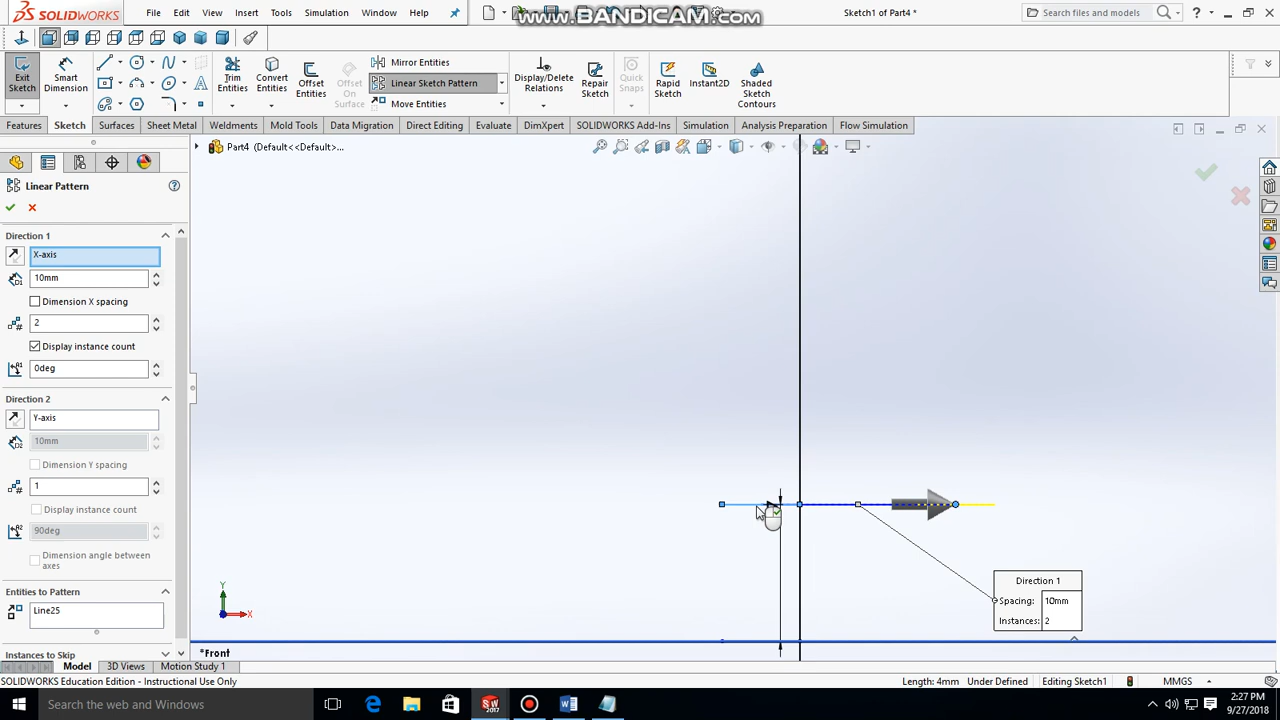 SOLIDWORKS File Edit View Insert Tools Simulation Window Help
www.BANDICAM.com
Sketch1 of Part4 *
Search files and models
Exit Sketch
Smart Dimension
Trim Entities
Convert Entities
Offset Entities
Offset On Surface
Mirror Entities
Linear Sketch Pattern
Move Entities
Display/Delete Relations
Repair Sketch
Quick Snaps
Rapid Sketch
Instant2D
Shaded Sketch Contours
Features Sketch Surfaces Sheet Metal Weldments Mold Tools Data Migration Direct Editing Evaluate DimXpert SOLIDWORKS Add-Ins Simulation Analysis Preparation Flow Simulation
Part4 (Default<<Default>...
Linear Pattern
Direction 1
X-axis
10mm
Dimension X spacing
2
Display instance count
0deg
Direction 2
Y-axis
10mm
Dimension Y spacing
1
Display instance count
90deg
Dimension angle between axes
Entities to Pattern
Line25
Instances to Skip
Direction 1
Spacing: 10mm
Instances: 2
Y
X
*Front
Model 3D Views Motion Study 1
SOLIDWORKS Education Edition - Instructional Use Only
Length: 4mm Under Defined Editing Sketch1 MMGS
Search the web and Windows
2:27 PM
9/27/2018